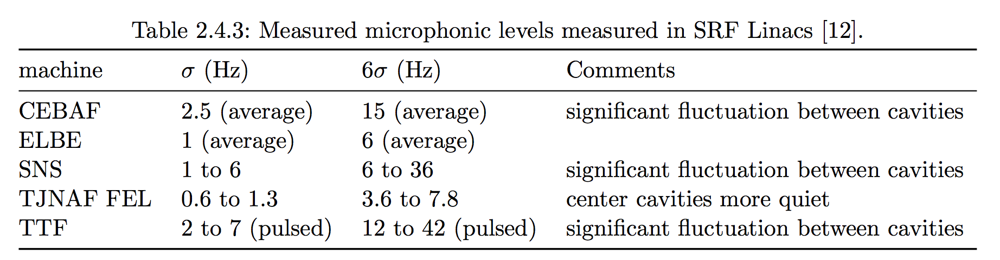 Table 2.4.3: Measured microphonic levels measured in SRF Linacs [12].
machine σ (Hz) 6σ (Hz) Comments
CEBAF 2.5 (average) 15 (average) significant fluctuation between cavities
ELBE 1 (average) 6 (average)
SNS 1 to 6 6 to 36 significant fluctuation between cavities
TJNAF FEL 0.6 to 1.3 3.6 to 7.8 center cavities more quiet
TTF 2 to 7 (pulsed) 12 to 42 (pulsed) significant fluctuation between cavities